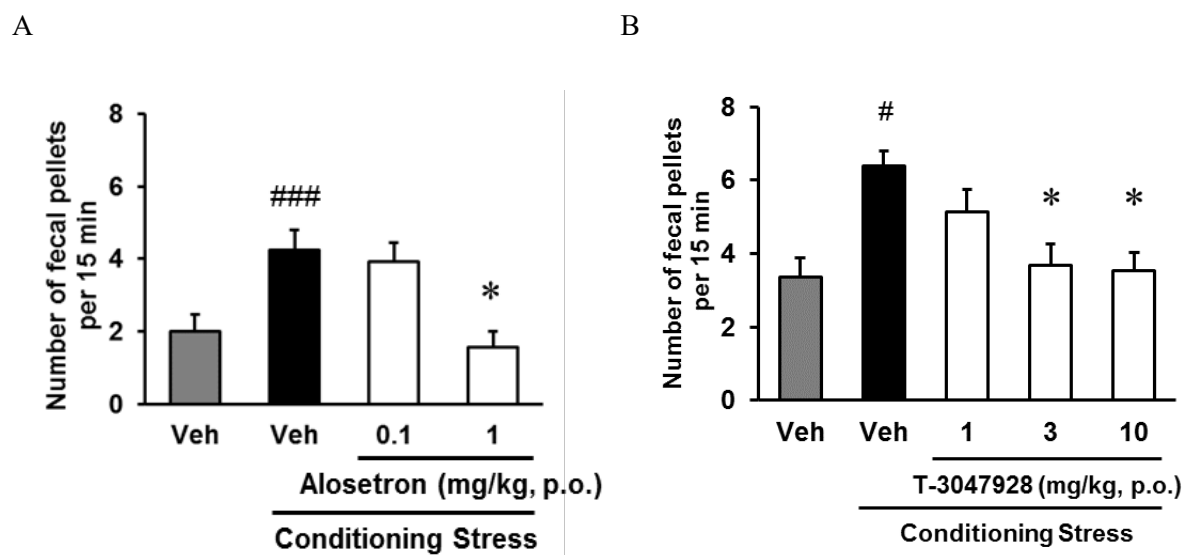 A
Number of fecal pellets
per 15 min
8
6
4
2
0
###
*
Veh
Veh
0.1
1
Alosetron (mg/kg, p.o.)
Conditioning Stress
B
Number of fecal pellets
per 15 min
8
6
4
2
0
#
*
*
Veh
Veh
1
3
10
T-3047928 (mg/kg, p.o.)
Conditioning Stress